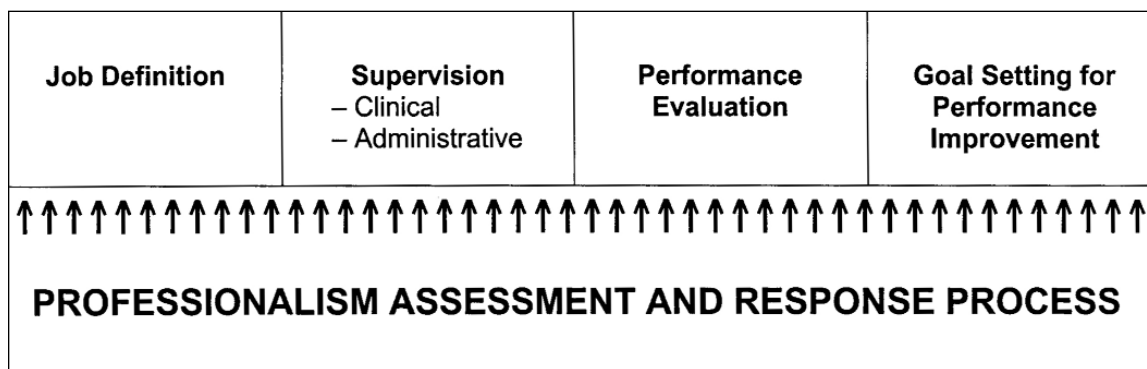 Job Definition
Supervision
– Clinical
– Administrative
Performance
Evaluation
Goal Setting for
Performance
Improvement
PROFESSIONALISM ASSESSMENT AND RESPONSE PROCESS